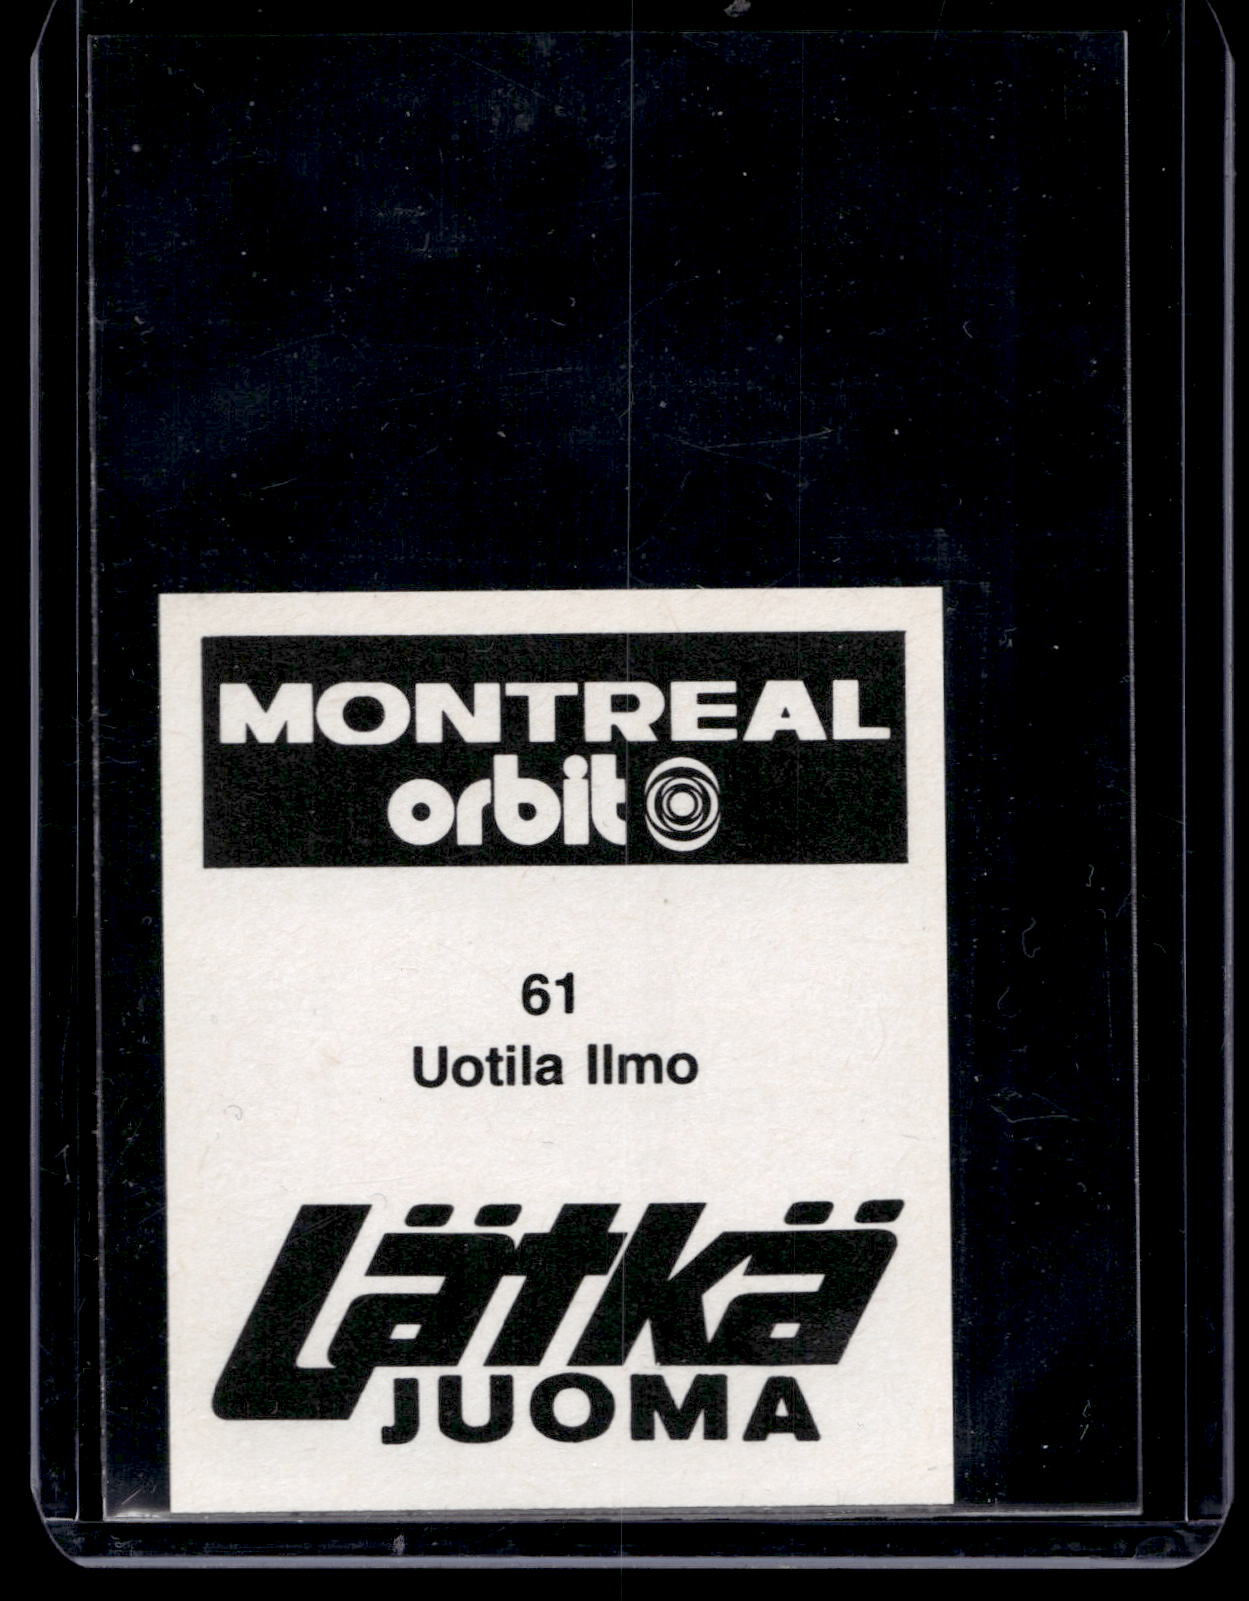 MONTREAL
orbit
61
Uotila Ilmo
Lätkä
JUOMA